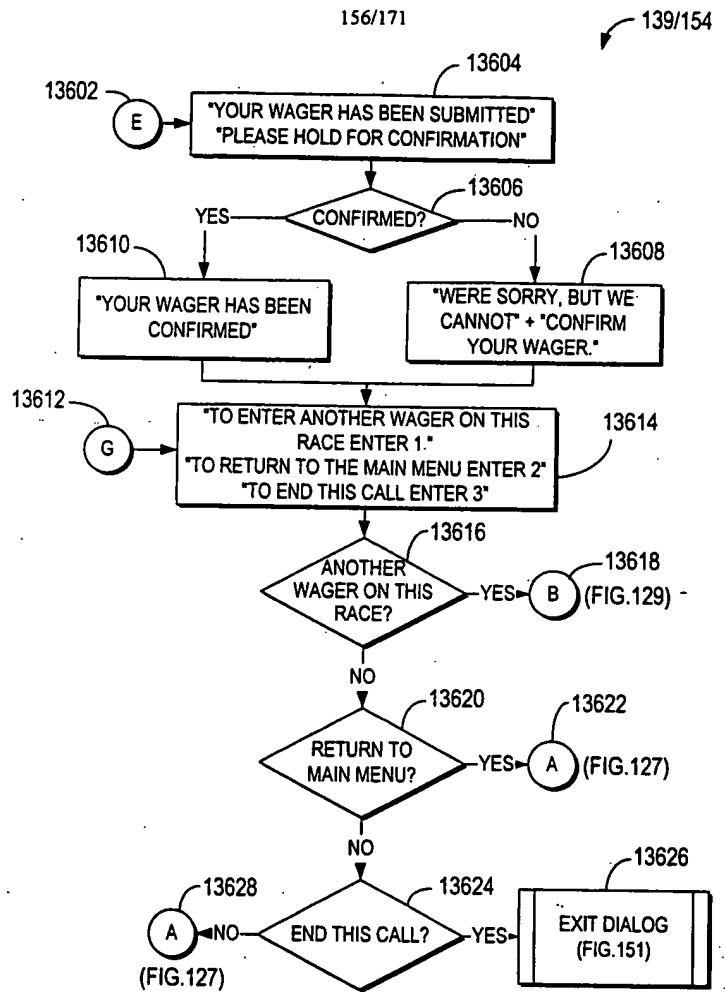 156/171
139/154
13604
13602
E
"YOUR WAGER HAS BEEN SUBMITTED"
"PLEASE HOLD FOR CONFIRMATION"
13606
YES
CONFIRMED?
NO
13610
13608
"YOUR WAGER HAS BEEN
CONFIRMED"
"WERE SORRY, BUT WE
CANNOT" + "CONFIRM
YOUR WAGER."
13612
G
"TO ENTER ANOTHER WAGER ON THIS
RACE ENTER 1."
"TO RETURN TO THE MAIN MENU ENTER 2"
"TO END THIS CALL ENTER 3"
13614
13616
ANOTHER
WAGER ON THIS
RACE?
YES
13618
B
(FIG.129)
NO
13620
RETURN TO
MAIN MENU?
YES
13622
A
(FIG.127)
NO
13628
A
(FIG.127)
NO
13624
END THIS CALL?
YES
13626
EXIT DIALOG
(FIG.151)